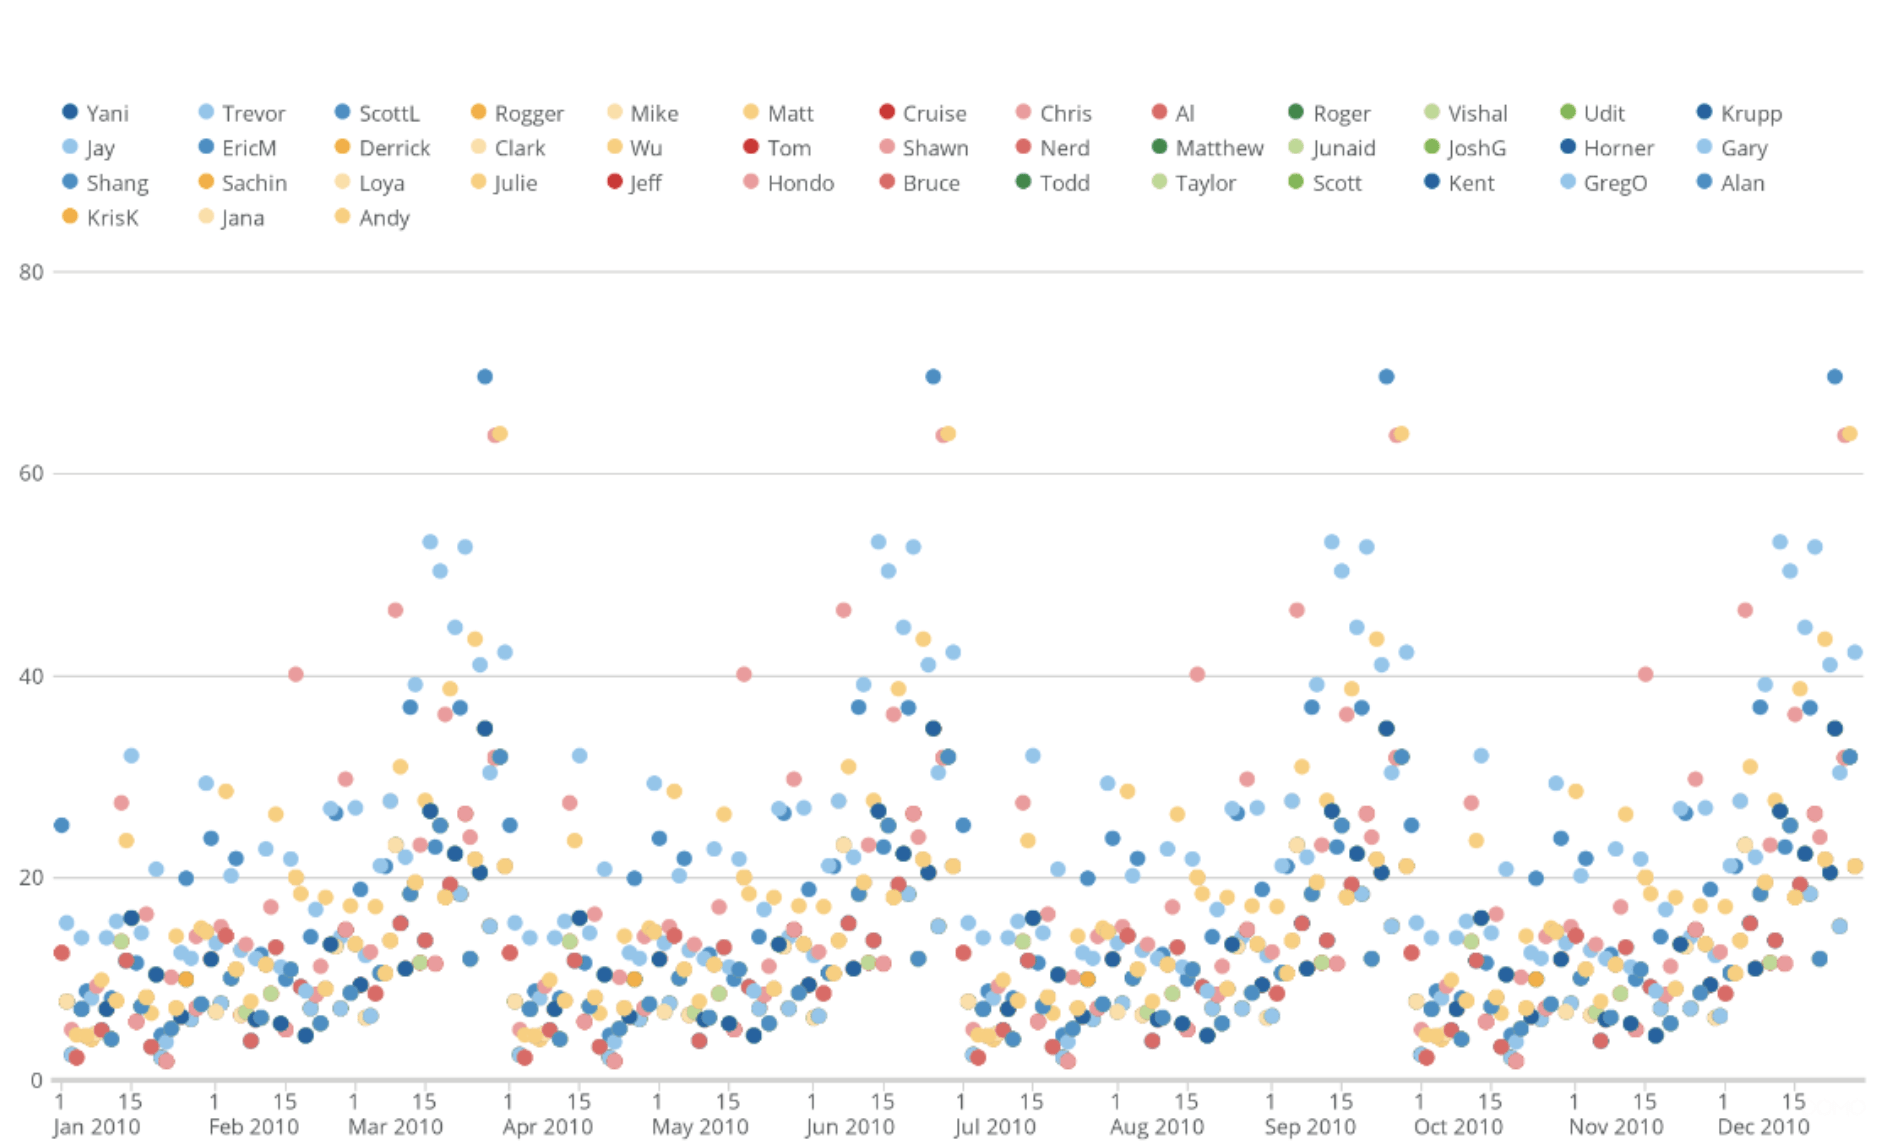 Yani Trevor ScottL Rogger Mike Matt Cruise Chris Al Roger Vishal Udit Krupp
Jay EricM Derrick Clark Wu Tom Shawn Nerd Matthew Junaid JoshG Horner Gary
Shang Sachin Loya Julie Jeff Hondo Bruce Todd Taylor Scott Kent GregO Alan
KrisK Jana Andy
80
60
40
20
0
1 15 1 15 1 15 1 15 1 15 1 15 1 15 1 15 1 15 1 15 1 15 1 15
Jan 2010 Feb 2010 Mar 2010 Apr 2010 May 2010 Jun 2010 Jul 2010 Aug 2010 Sep 2010 Oct 2010 Nov 2010 Dec 2010